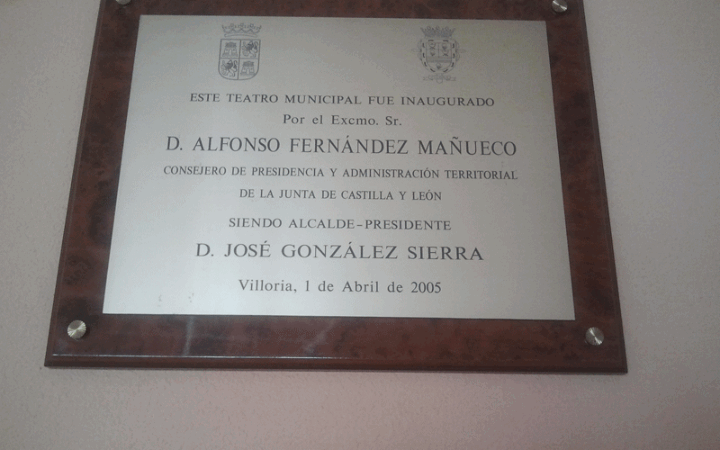 ESTE TEATRO MUNICIPAL FUE INAUGURADO
Por el Excmo. Sr.
D. ALFONSO FERNÁNDEZ MAÑUECO
CONSEJERO DE PRESIDENCIA Y ADMINISTRACIÓN TERRITORIAL
DE LA JUNTA DE CASTILLA Y LEÓN
SIENDO ALCALDE-PRESIDENTE
D. JOSÉ GONZÁLEZ SIERRA
Villoria, 1 de Abril de 2005